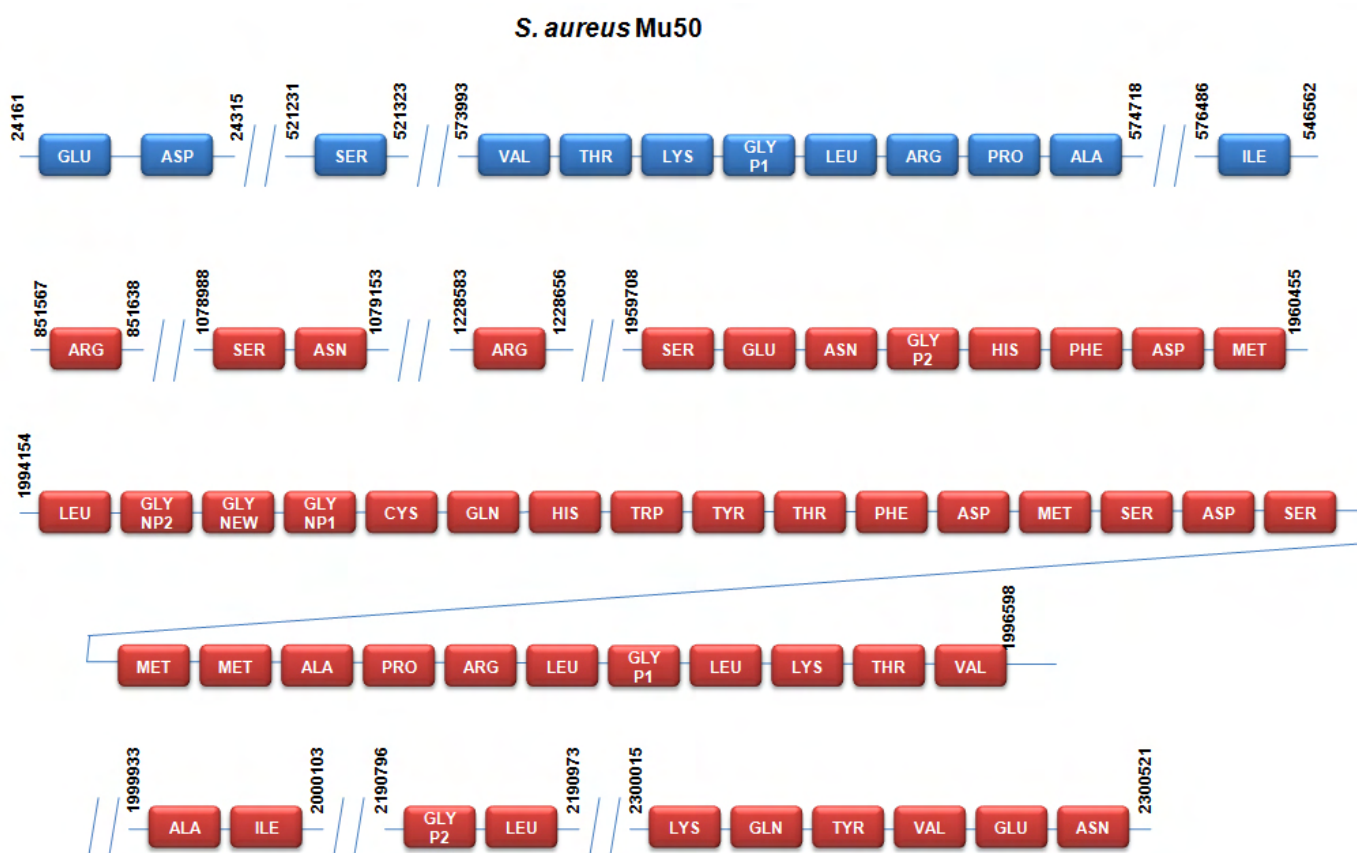 S. aureus Mu50
24161 24315 521231 521323 573993 574718 576486 546562
GLU ASP SER VAL THR LYS GLY P1 LEU ARG PRO ALA ILE
851567 851638 1078988 1079153 1228583 1228656 1959708 1960455
ARG SER ASN ARG SER GLU ASN GLY P2 HIS PHE ASP MET
1994154
LEU GLY NP2 GLY NEW GLY NP1 CYS GLN HIS TRP TYR THR PHE ASP MET SER ASP SER
1996598
MET MET ALA PRO ARG LEU GLY P1 LEU LYS THR VAL
1999933 2000103 2190796 2190973 2300015 2300521
ALA ILE GLY P2 LEU LYS GLN TYR VAL GLU ASN